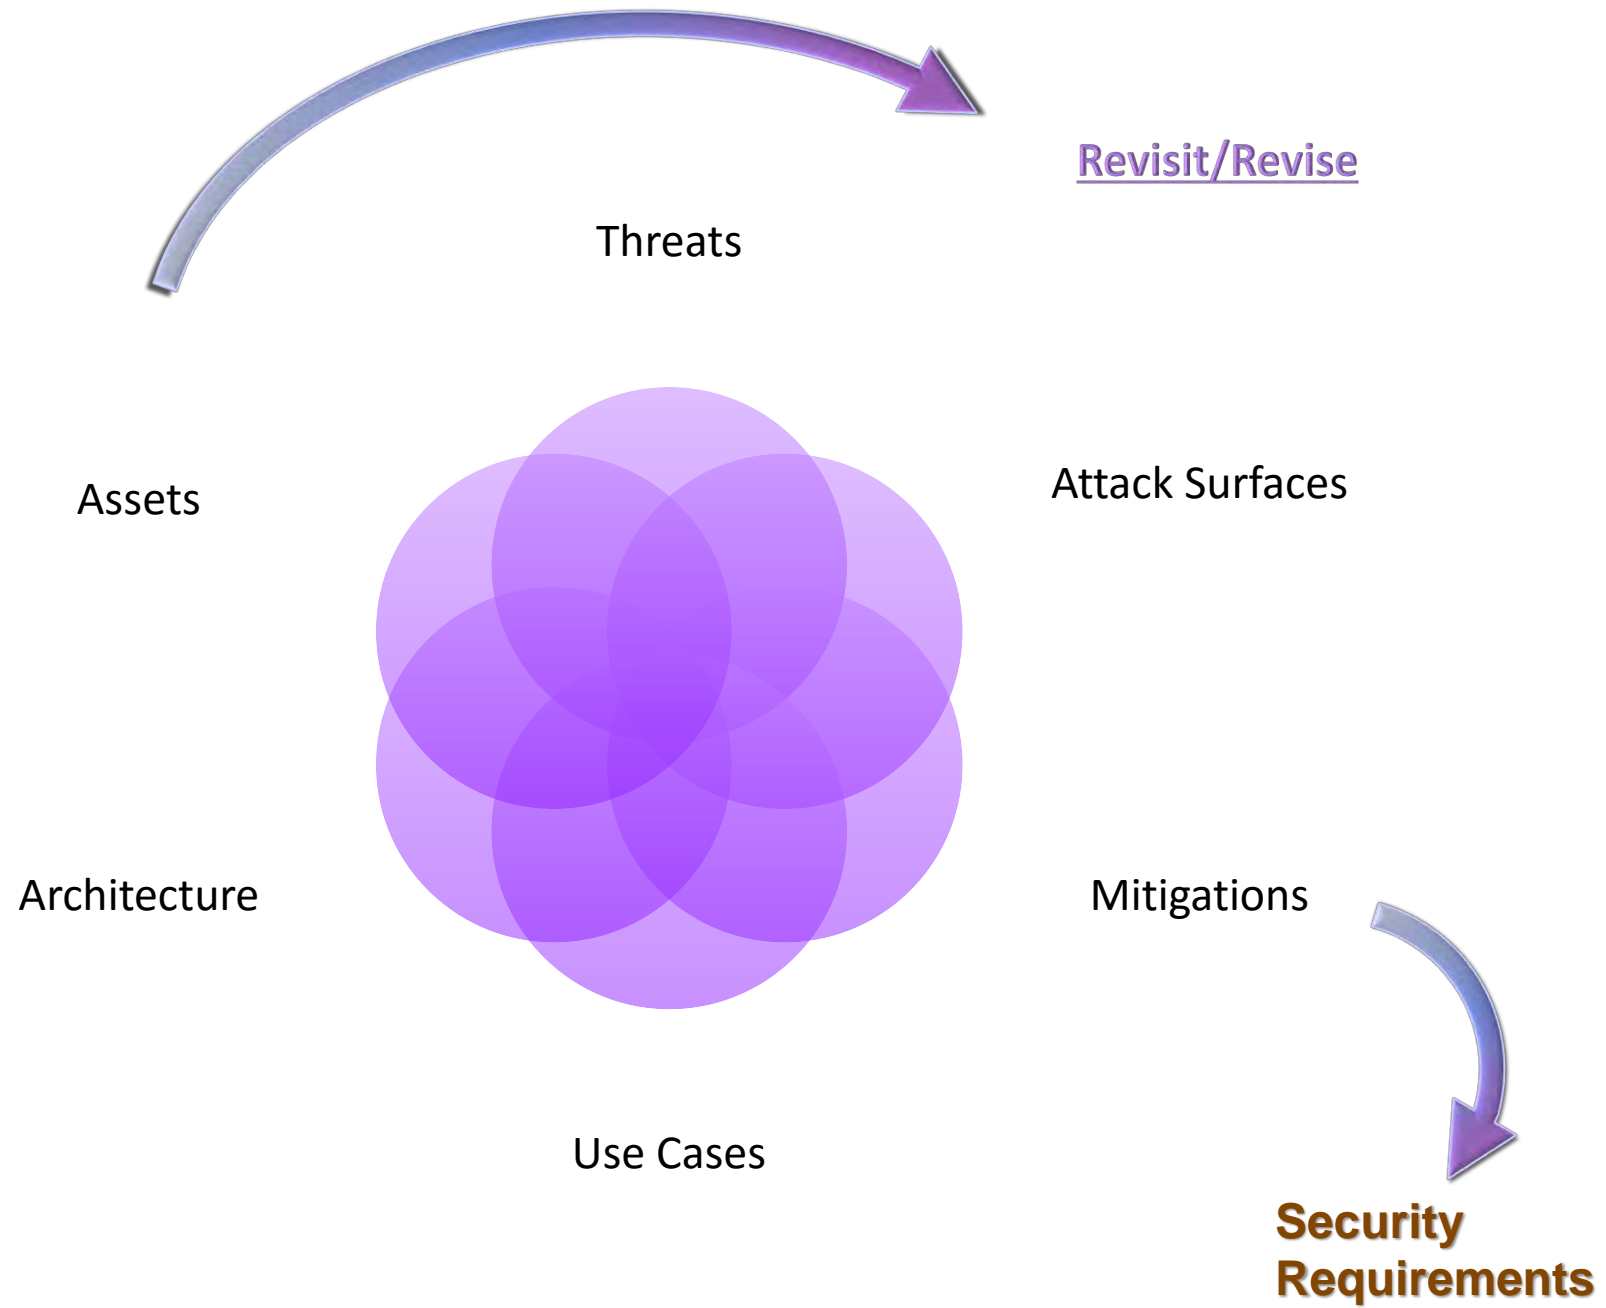 Revisit/Revise
Threats
Assets
Attack Surfaces
Architecture
Mitigations
Use Cases
Security
Requirements